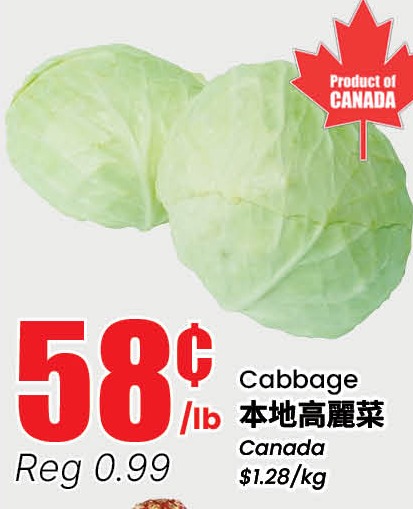 Product of
CANADA
58¢/lb
Reg 0.99
Cabbage
本地高麗菜
Canada
$1.28/kg